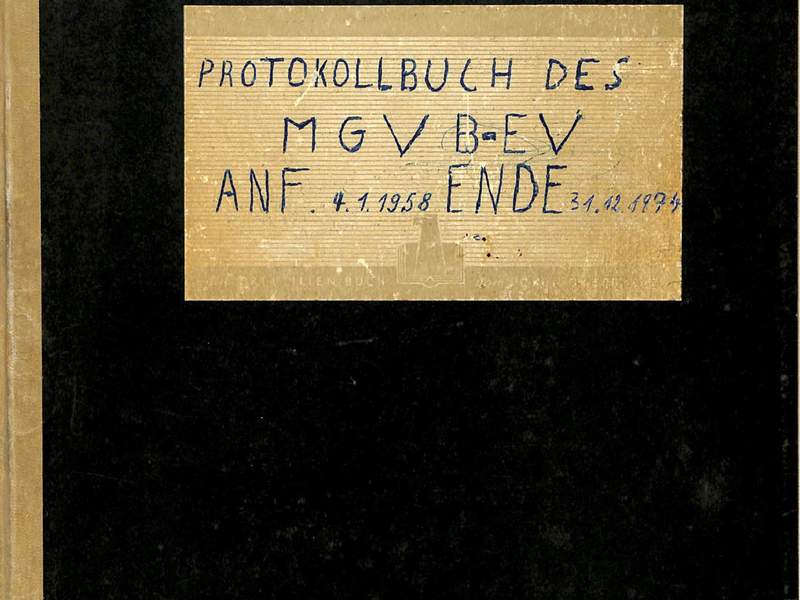 PROTOKOLLBUCH DES
MGV B-EV
ANF. 4.1.1958 ENDE 31.12.1974